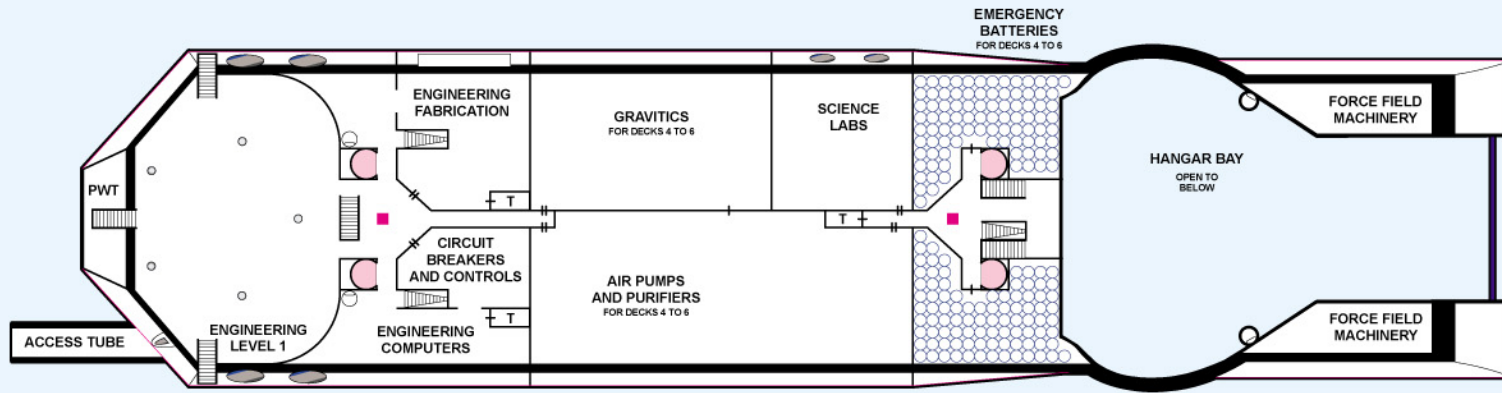 EMERGENCY
BATTERIES
FOR DECKS 4 TO 6
ENGINEERING
FABRICATION
GRAVITICS
FOR DECKS 4 TO 6
SCIENCE
LABS
FORCE FIELD
MACHINERY
HANGAR BAY
OPEN TO
BELOW
PWT
T
T
CIRCUIT
BREAKERS
AND CONTROLS
AIR PUMPS
AND PURIFIERS
FOR DECKS 4 TO 6
T
ENGINEERING
LEVEL 1
ENGINEERING
COMPUTERS
ACCESS TUBE
FORCE FIELD
MACHINERY